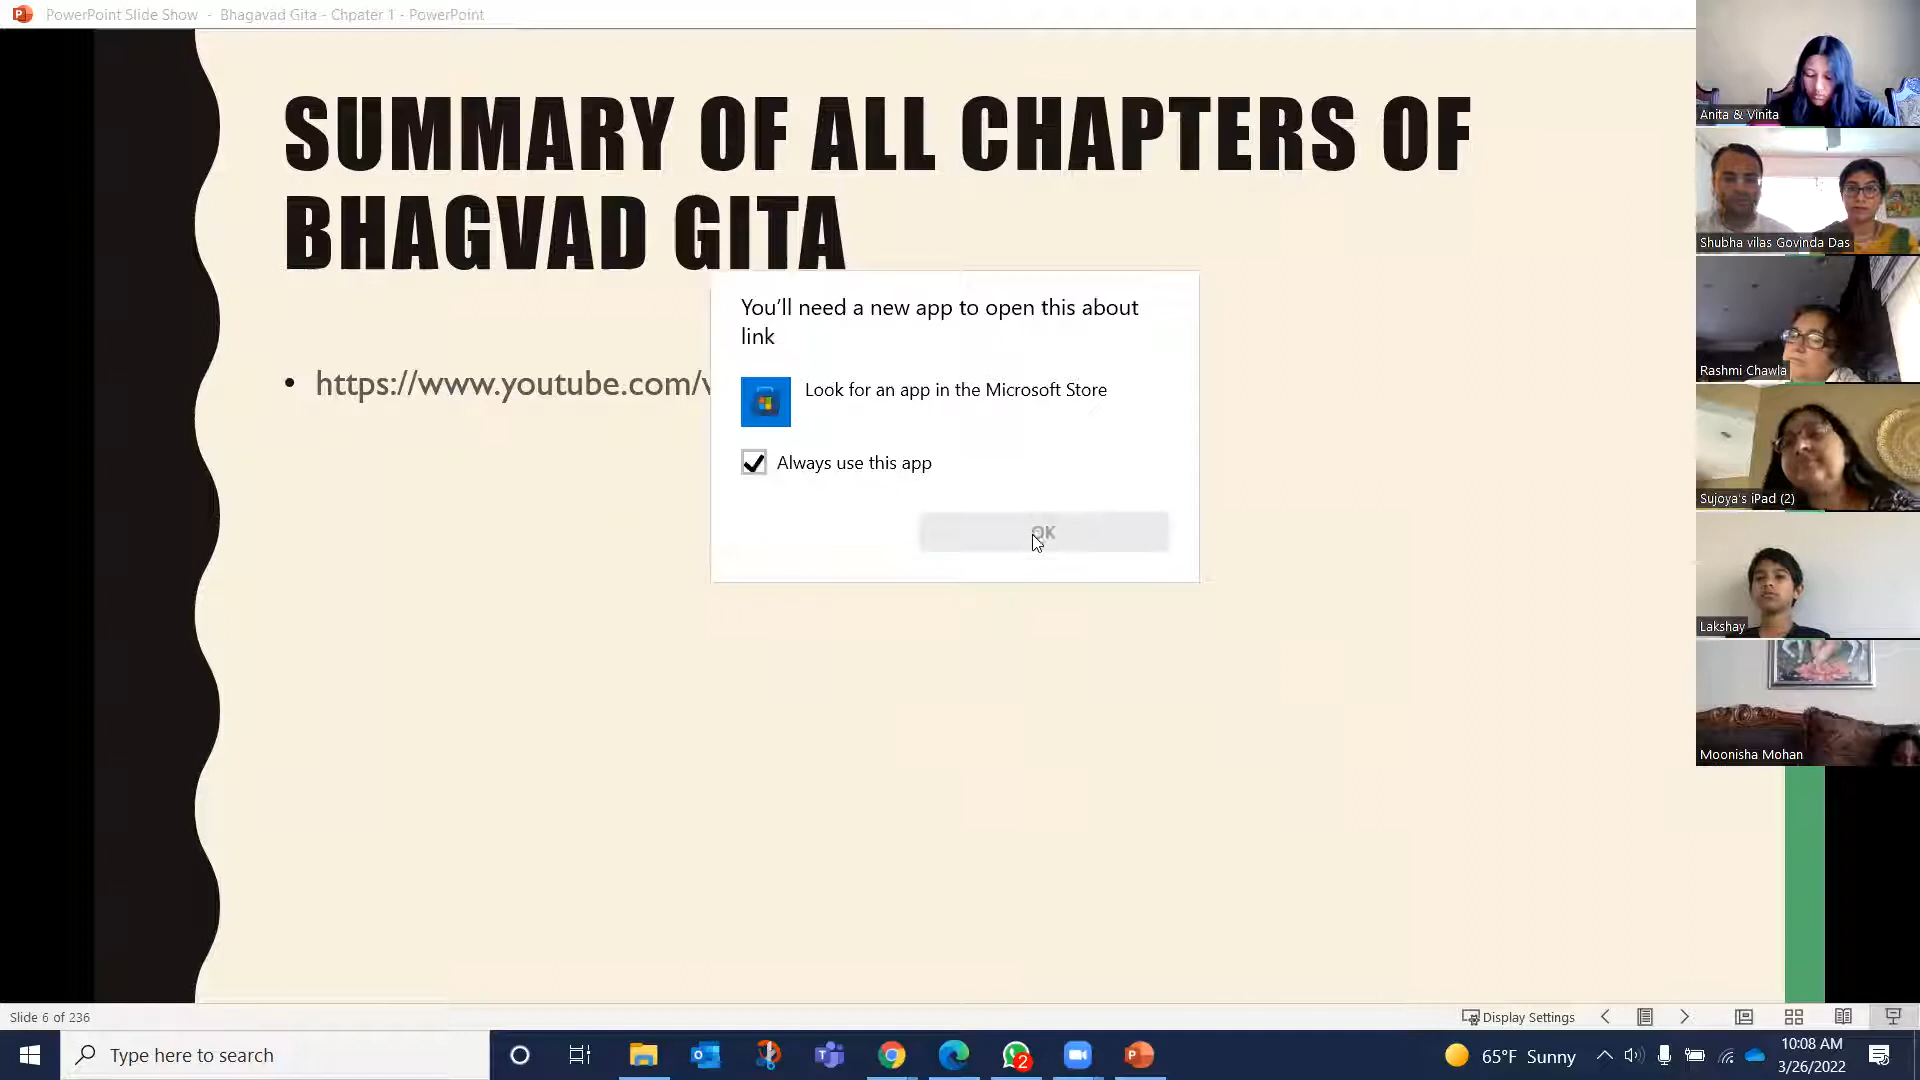 PowerPoint Slide Show - Bhagavad Gita - Chpater 1 - PowerPoint
SUMMARY OF ALL CHAPTERS OF
BHAGVAD GITA
• https://www.youtube.com/
You'll need a new app to open this about
link
Look for an app in the Microsoft Store
Always use this app
OK
Anita & Vinita
Shubha vilas Govinda Das
Rashmi Chawla
Sujoya's iPad (2)
Lakshay
Moonisha Mohan
Slide 6 of 236
Display Settings
Type here to search
2
65°F Sunny
10:08 AM
3/26/2022